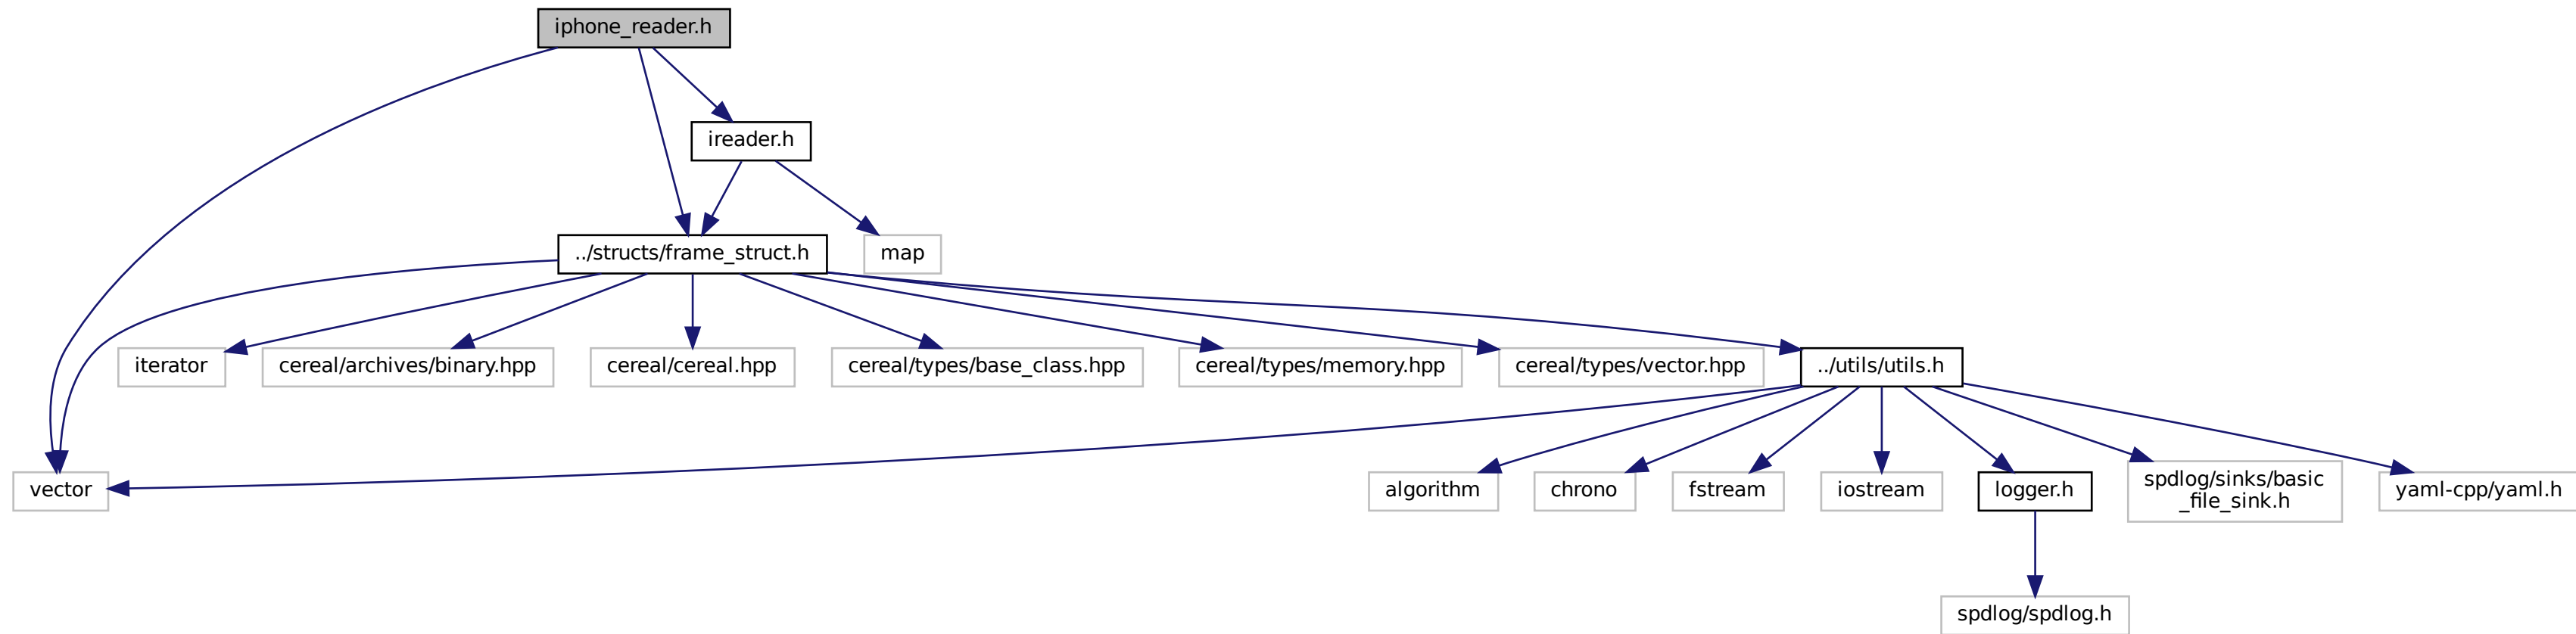 iphone_reader.h
ireader.h
../structs/frame_struct.h
map
iterator
cereal/archives/binary.hpp
cereal/cereal.hpp
cereal/types/base_class.hpp
cereal/types/memory.hpp
cereal/types/vector.hpp
../utils/utils.h
vector
algorithm
chrono
fstream
iostream
logger.h
spdlog/sinks/basic
_file_sink.h
yaml-cpp/yaml.h
spdlog/spdlog.h